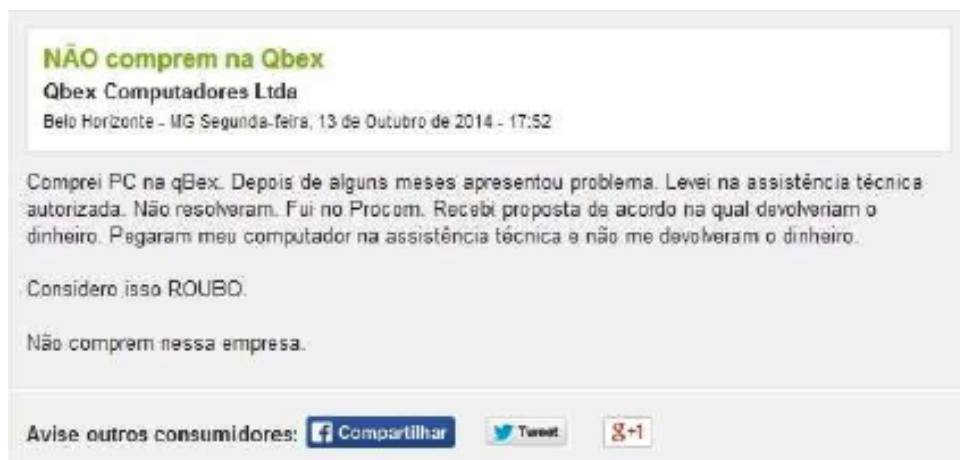 NÃO comprem na Qbex
Qbex Computadores Ltda
Belo Horizonte - MG Segunda-feira, 13 de Outubro de 2014 - 17:52
Comprei PC na qBex. Depois de alguns meses apresentou problema. Levei na assistência técnica
autorizada. Não resolveram. Fui no Procom. Recebi proposta de acordo na qual devolveriam o
dinheiro. Pegaram meu computador na assistência técnica e não me devolveram o dinheiro.
Considero isso ROUBO.
Não comprem nessa empresa.
Avise outros consumidores: Compartilhar Tweet g+1